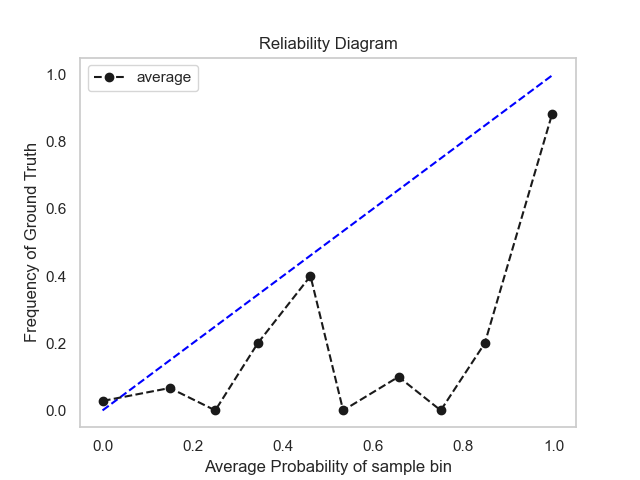 Reliability Diagram
average
1.0
0.8
0.6
0.4
0.2
0.0
Frequency of Ground Truth
0.0 0.2 0.4 0.6 0.8 1.0
Average Probability of sample bin